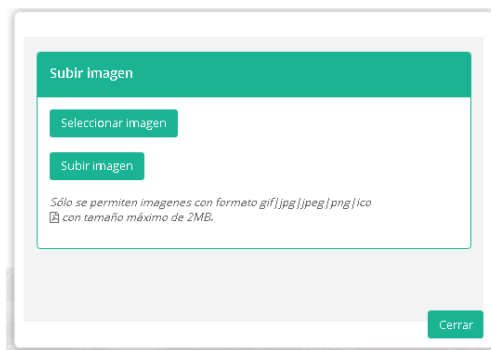 Subir imagen
Seleccionar imagen
Subir imagen
Sólo se permiten imagenes con formato gif|jpg|jpeg|png|ico
con tamaño máximo de 2MB.
Cerrar